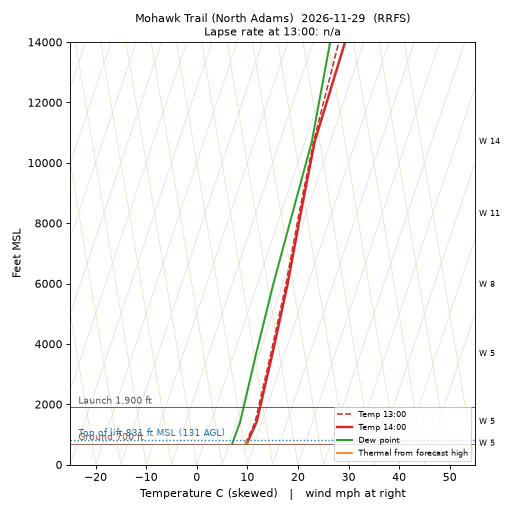 Mohawk Trail (North Adams)  2026-11-29  (RRFS)
Lapse rate at 13:00: n/a
14000
12000
10000
8000
6000
4000
2000
0
Feet MSL
W 14
W 11
W 8
W 5
W 5
W 5
Launch 1,900 ft
Top of lift 831 ft MSL (131 AGL)
Ground 700 ft
Temp 13:00
Temp 14:00
Dew point
Thermal from forecast high
−20 −10 0 10 20 30 40 50
Temperature C (skewed)   |   wind mph at right